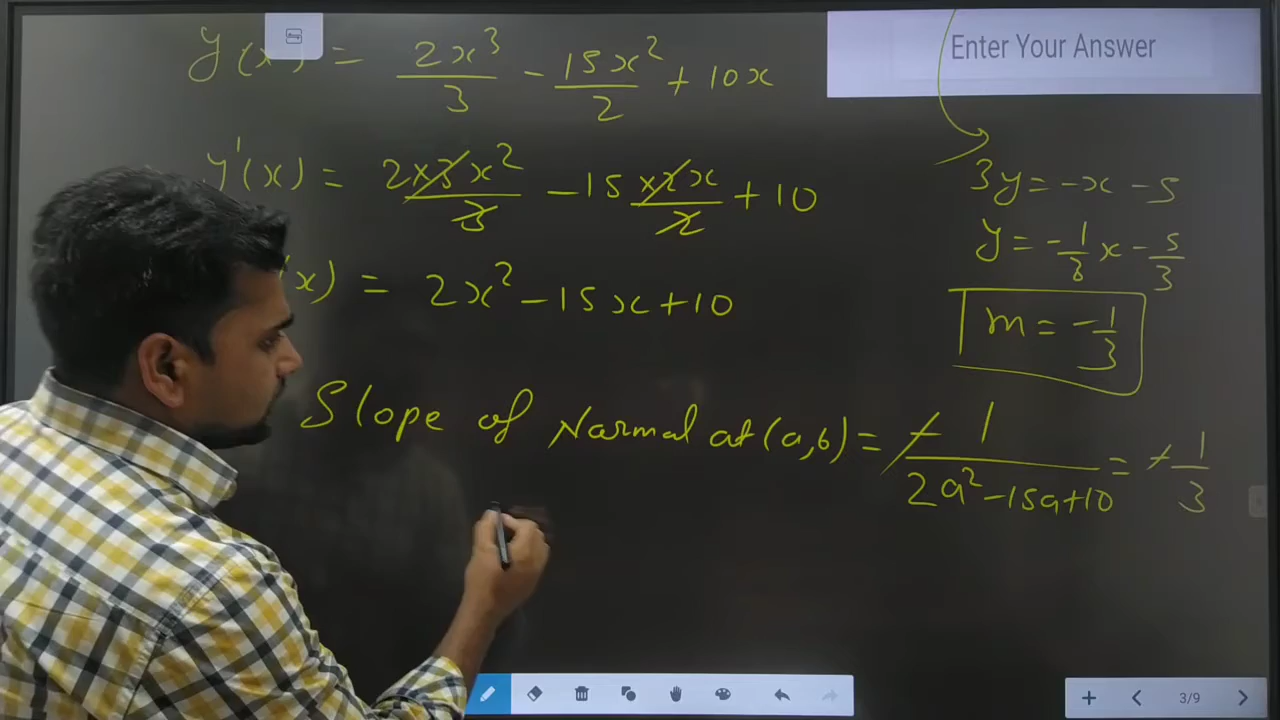 y(x) = 2x³/3 - 15x²/2 + 10x
Enter Your Answer
y'(x) = 2×3x²/3 - 15×2x/2 + 10
3y = -x - 5
y = -1/3 x - 5/3
'(x) = 2x² - 15x + 10
m = -1/3
Slope of Normal at (a,b) = -1/(2a² - 15a + 10) = -1/3
3/9